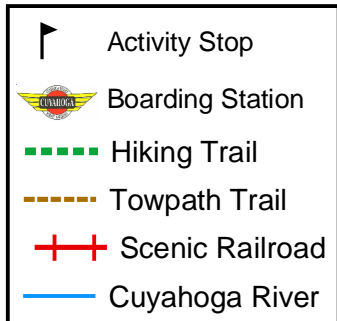 Activity Stop
CUYAHOGA
Boarding Station
Hiking Trail
Towpath Trail
Scenic Railroad
Cuyahoga River